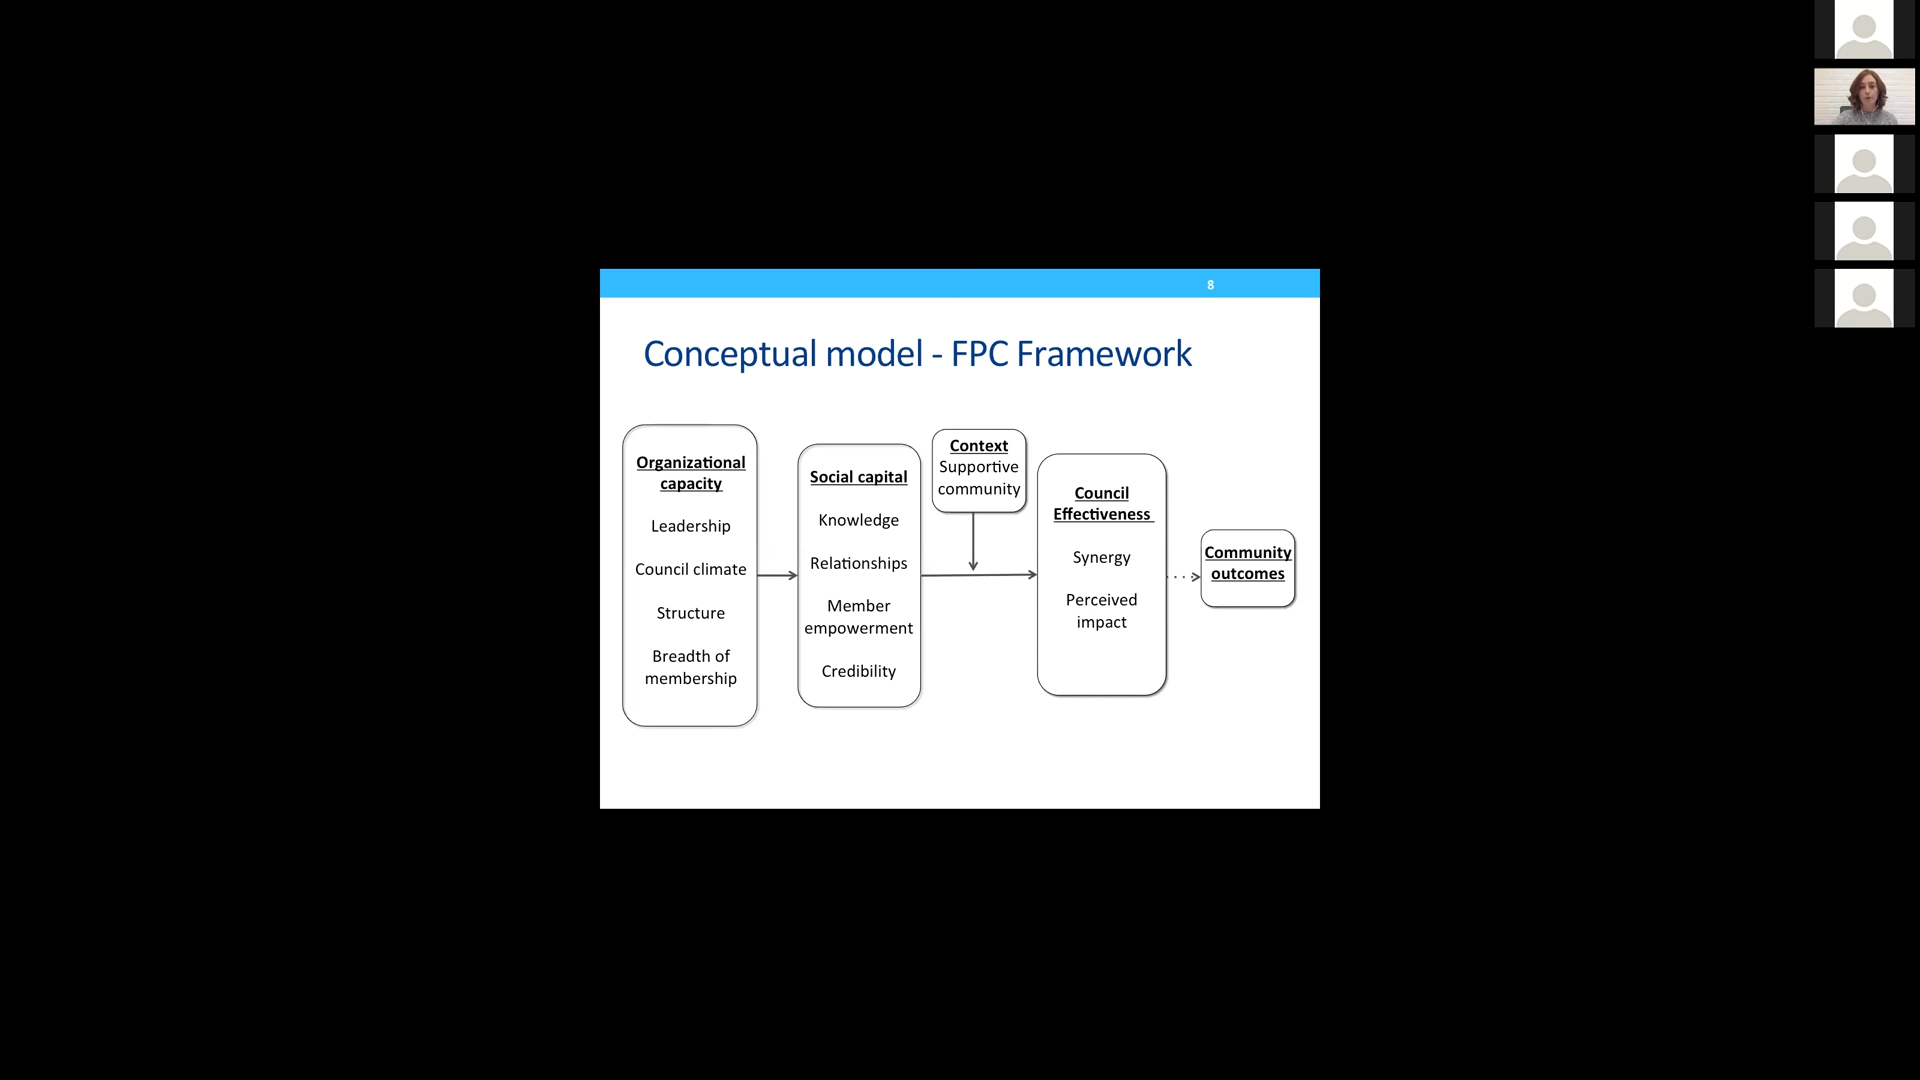 8
Conceptual model - FPC Framework
Organizational
capacity
Leadership
Council climate
Structure
Breadth of
membership
Social capital
Knowledge
Relationships
Member
empowerment
Credibility
Context
Supportive
community
Council
Effectiveness
Synergy
Perceived
impact
Community
outcomes